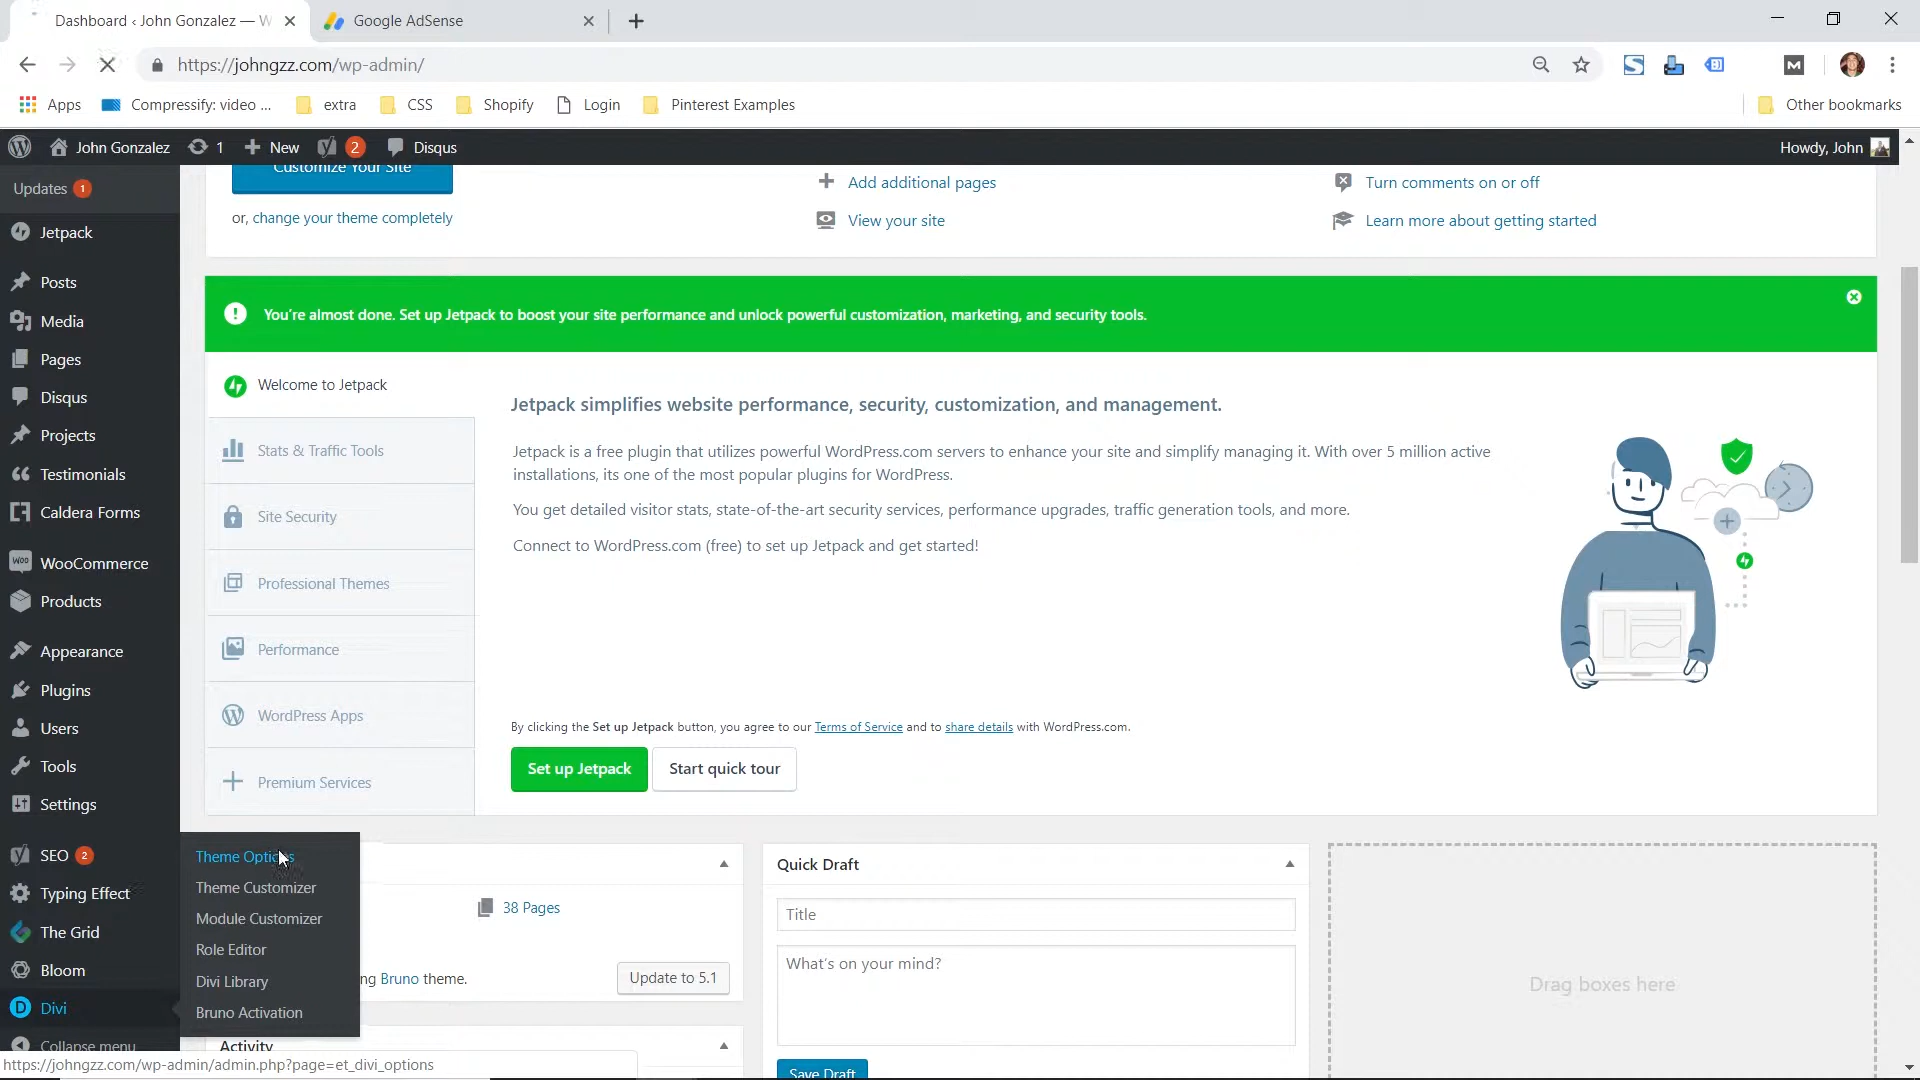 Dashboard ‹ John Gonzalez — W
Google AdSense
https://johngzz.com/wp-admin/
Apps
Compressify: video ...
extra
CSS
Shopify
Login
Pinterest Examples
Other bookmarks
John Gonzalez
1
New
2
Disqus
Howdy, John
Updates 1
Jetpack
Posts
Media
Pages
Disqus
Projects
Testimonials
Caldera Forms
WooCommerce
Products
Appearance
Plugins
Users
Tools
Settings
SEO 2
Typing Effect
The Grid
Bloom
Divi
Collapse menu
Customize Your Site
or, change your theme completely
Add additional pages
View your site
Turn comments on or off
Learn more about getting started
You're almost done. Set up Jetpack to boost your site performance and unlock powerful customization, marketing, and security tools.
Welcome to Jetpack
Stats & Traffic Tools
Site Security
Professional Themes
Performance
WordPress Apps
Premium Services
Jetpack simplifies website performance, security, customization, and management.
Jetpack is a free plugin that utilizes powerful WordPress.com servers to enhance your site and simplify managing it. With over 5 million active
installations, its one of the most popular plugins for WordPress.
You get detailed visitor stats, state-of-the-art security services, performance upgrades, traffic generation tools, and more.
Connect to WordPress.com (free) to set up Jetpack and get started!
By clicking the Set up Jetpack button, you agree to our Terms of Service and to share details with WordPress.com.
Set up Jetpack
Start quick tour
Theme Options
Theme Customizer
Module Customizer
Role Editor
Divi Library
Bruno Activation
38 Pages
ng Bruno theme.
Update to 5.1
Activity
Quick Draft
Title
What's on your mind?
Save Draft
Drag boxes here
https://johngzz.com/wp-admin/admin.php?page=et_divi_options